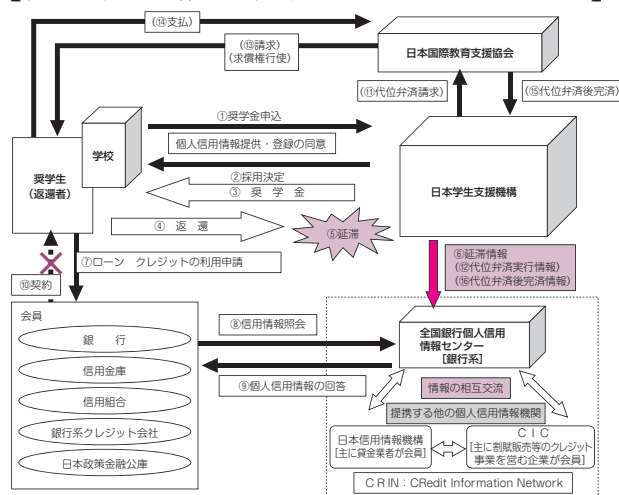 (⑭支払)
(⑬請求)
(求償権行使)
日本国際教育支援協会
(⑪代位弁済請求)
(⑮代位弁済後完済)
①奨学金申込
個人信用情報提供・登録の同意
学校
奨学生
(返還者)
②採用決定
③ 奨 学 金
日本学生支援機構
④ 返 還
⑤延滞
⑥延滞情報
(⑫代位弁済実行情報)
(⑯代位弁済後完済情報)
⑦ローン クレジットの利用申請
⑩契約
会員
銀 行
信用金庫
信用組合
銀行系クレジット会社
日本政策金融公庫
⑧信用情報照会
⑨個人信用情報の回答
全国銀行個人信用
情報センター
[銀行系]
情報の相互交流
提携する他の個人信用情報機関
日本信用情報機構
[主に貸金業者が会員]
C I C
[主に割賦販売等のクレジット
事業を営む企業が会員]
C R I N：CRedit Information Network